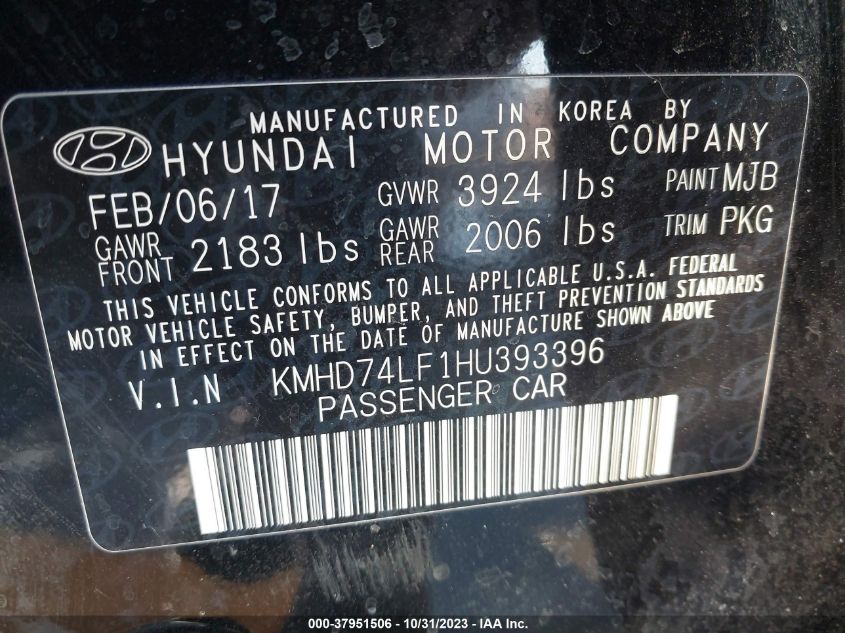 MANUFACTURED IN KOREA BY
HYUNDAI MOTOR COMPANY
FEB/06/17 GVWR 3924 lbs PAINT MJB
GAWR FRONT 2183 lbs GAWR REAR 2006 lbs TRIM PKG
THIS VEHICLE CONFORMS TO ALL APPLICABLE U.S.A. FEDERAL
MOTOR VEHICLE SAFETY, BUMPER, AND THEFT PREVENTION STANDARDS
IN EFFECT ON THE DATE OF MANUFACTURE SHOWN ABOVE
V.I.N KMHD74LF1HU393396
PASSENGER CAR
000-37951506 - 10/31/2023 - IAA Inc.